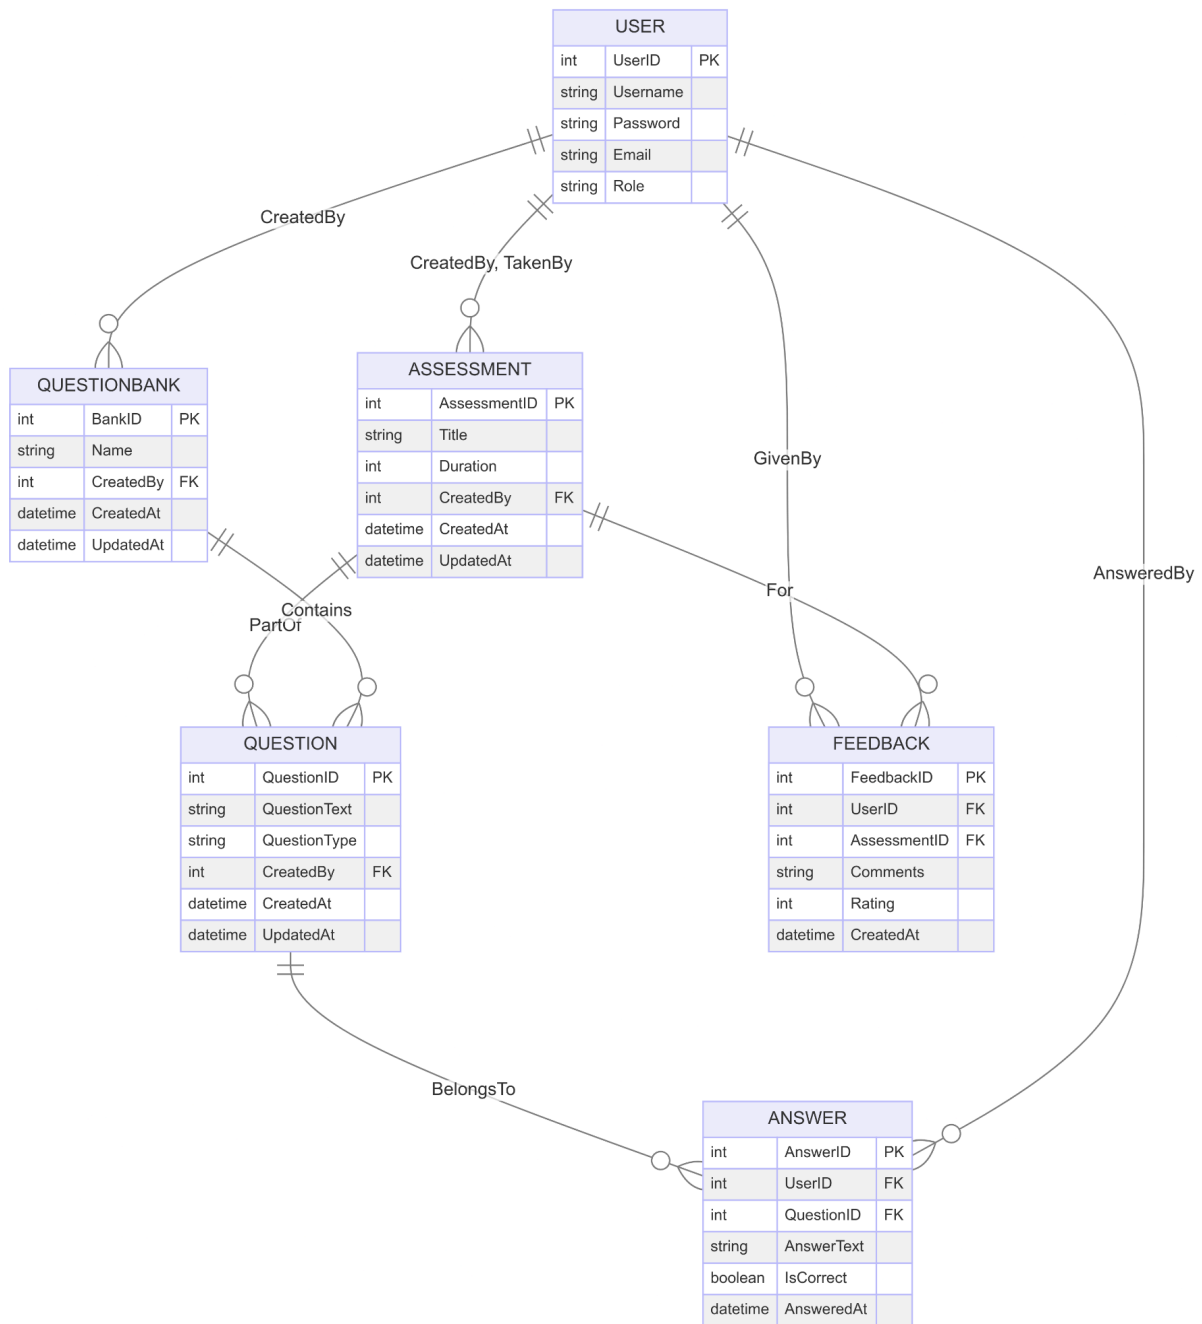 USER
int UserID PK
string Username
string Password
string Email
string Role
CreatedBy
CreatedBy, TakenBy
QUESTIONBANK
int BankID PK
string Name
int CreatedBy FK
datetime CreatedAt
datetime UpdatedAt
ASSESSMENT
int AssessmentID PK
string Title
int Duration
int CreatedBy FK
datetime CreatedAt
datetime UpdatedAt
GivenBy
AnsweredBy
For
Contains
PartOf
QUESTION
int QuestionID PK
string QuestionText
string QuestionType
int CreatedBy FK
datetime CreatedAt
datetime UpdatedAt
FEEDBACK
int FeedbackID PK
int UserID FK
int AssessmentID FK
string Comments
int Rating
datetime CreatedAt
BelongsTo
ANSWER
int AnswerID PK
int UserID FK
int QuestionID FK
string AnswerText
boolean IsCorrect
datetime AnsweredAt